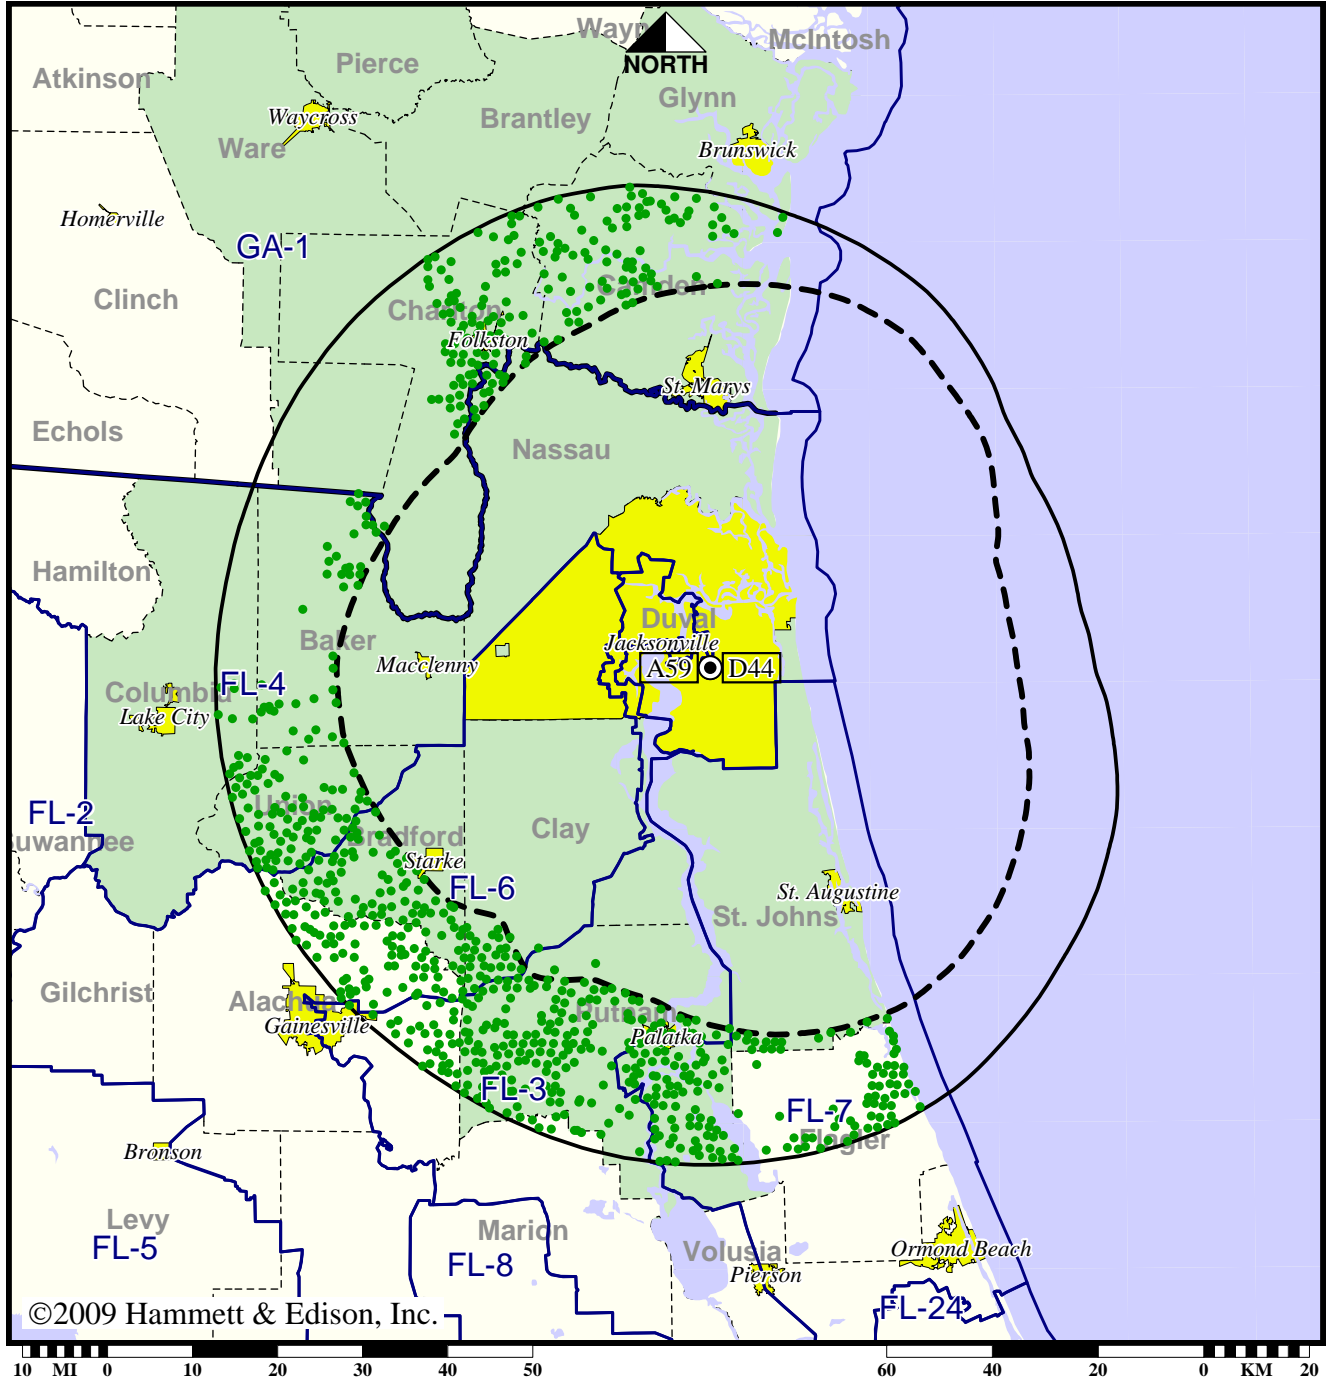 Wayne
McIntosh
Atkinson
Pierce
NORTH
Glynn
Waycross
Brantley
Ware
Brunswick
Homerville
GA-1
Clinch
Camden
Charlton
Folkston
St. Marys
Echols
Nassau
Hamilton
Duval
Baker
Jacksonville
Macclenny
A59
D44
FL-4
Columbia
Lake City
FL-2
Union
Suwannee
Bradford
Clay
Starke
FL-6
St. Augustine
St. Johns
Gilchrist
Alachua
Gainesville
Putnam
Palatka
FL-3
FL-7
Flagler
Bronson
Levy
FL-5
Marion
FL-8
Volusia
Ormond Beach
Pierson
FL-24
©2009 Hammett & Edison, Inc.
10 MI 0 10 20 30 40 50 60 40 20 0 KM 20